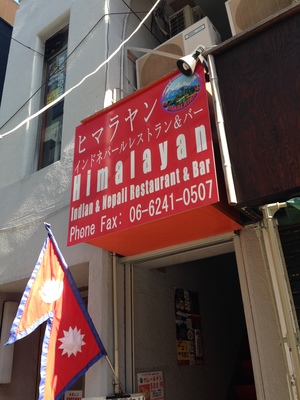 ヒマラヤン
インドネパールレストラン&バー
Himalayan
Indian & Nepali Restaurant & Bar
Phone Fax: 06-6241-0507